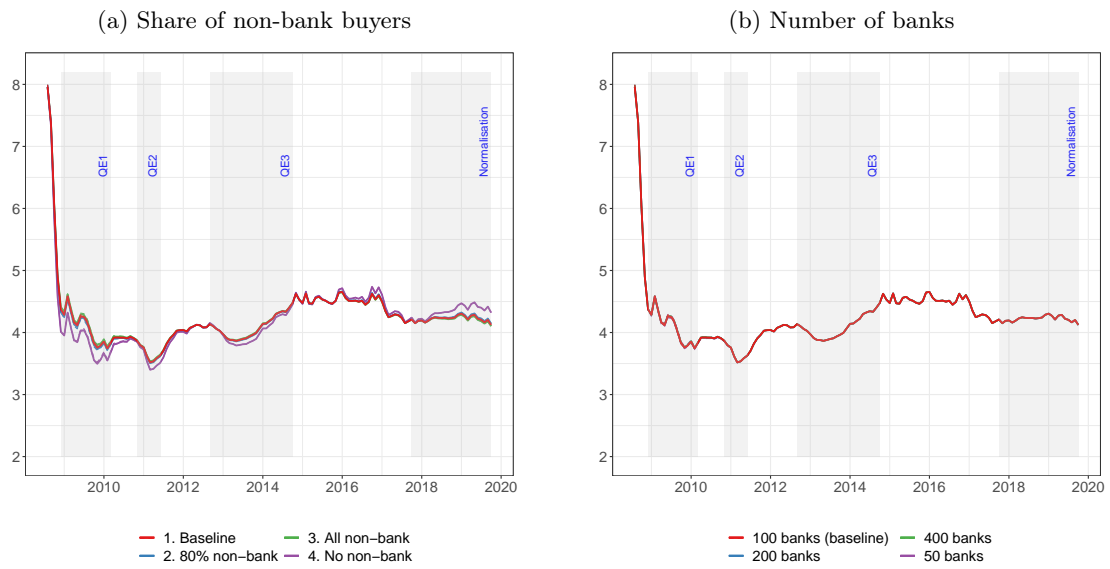 (a) Share of non-bank buyers
8
7
6
5
4
3
2
QE1
QE2
QE3
Normalisation
2010 2012 2014 2016 2018 2020
1. Baseline 3. All non−bank
2. 80% non−bank 4. No non−bank
(b) Number of banks
8
7
6
5
4
3
2
QE1
QE2
QE3
Normalisation
2010 2012 2014 2016 2018 2020
100 banks (baseline) 400 banks
200 banks 50 banks